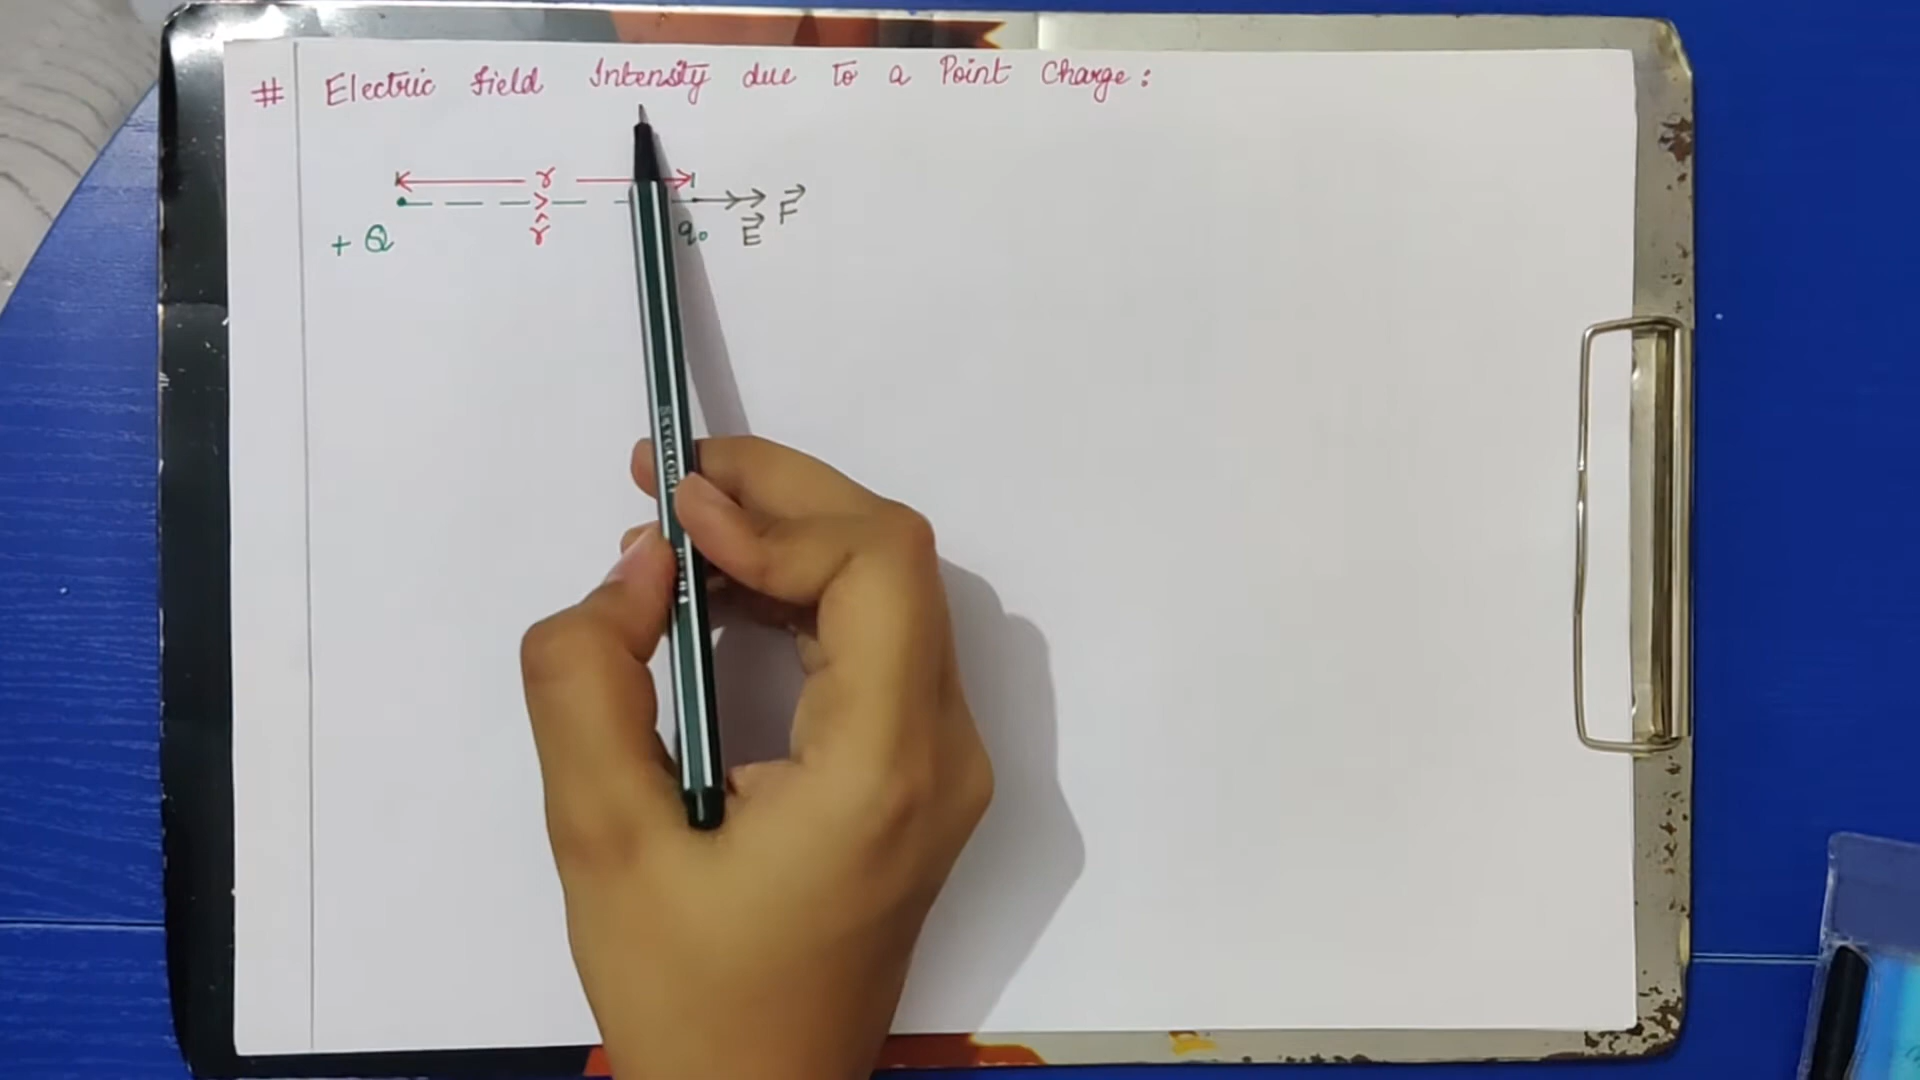 # Electric field Intensity due to a Point Charge :
r
r̂
+ Q
q₀
E⃗
F⃗